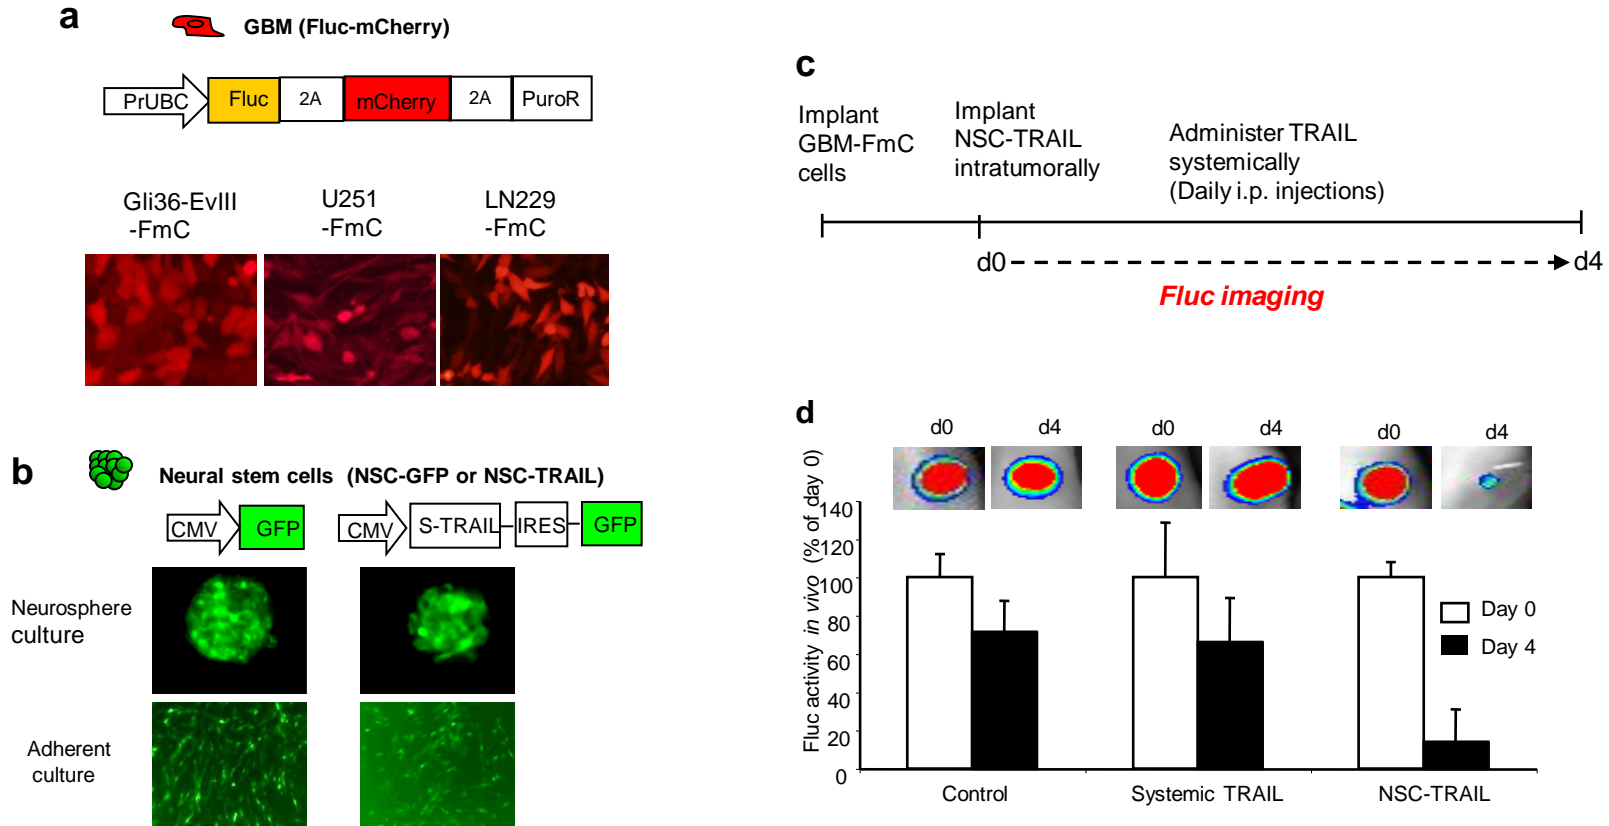 a
GBM (Fluc-mCherry)
PrUBC Fluc 2A mCherry 2A PuroR
Gli36-EvIII
-FmC
U251
-FmC
LN229
-FmC
b
Neural stem cells (NSC-GFP or NSC-TRAIL)
CMV GFP
CMV S-TRAIL IRES GFP
Neurosphere
culture
Adherent
culture
c
Implant
GBM-FmC
cells
Implant
NSC-TRAIL
intratumorally
Administer TRAIL
systemically
(Daily i.p. injections)
d0 d4
Fluc imaging
d
d0 d4 d0 d4 d0 d4
Fluc activity in vivo (% of day 0)
140
120
100
80
60
40
20
0
Day 0
Day 4
Control Systemic TRAIL NSC-TRAIL